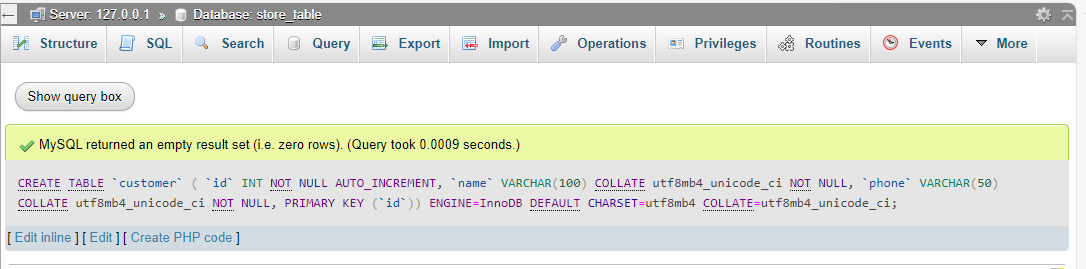 Server: 127.0.0.1 » Database: store_table
Structure SQL Search Query Export Import Operations Privileges Routines Events More
Show query box
MySQL returned an empty result set (i.e. zero rows). (Query took 0.0009 seconds.)
CREATE TABLE `customer` ( `id` INT NOT NULL AUTO_INCREMENT, `name` VARCHAR(100) COLLATE utf8mb4_unicode_ci NOT NULL, `phone` VARCHAR(50)
COLLATE utf8mb4_unicode_ci NOT NULL, PRIMARY KEY (`id`)) ENGINE=InnoDB DEFAULT CHARSET=utf8mb4 COLLATE=utf8mb4_unicode_ci;
[ Edit inline ] [ Edit ] [ Create PHP code ]